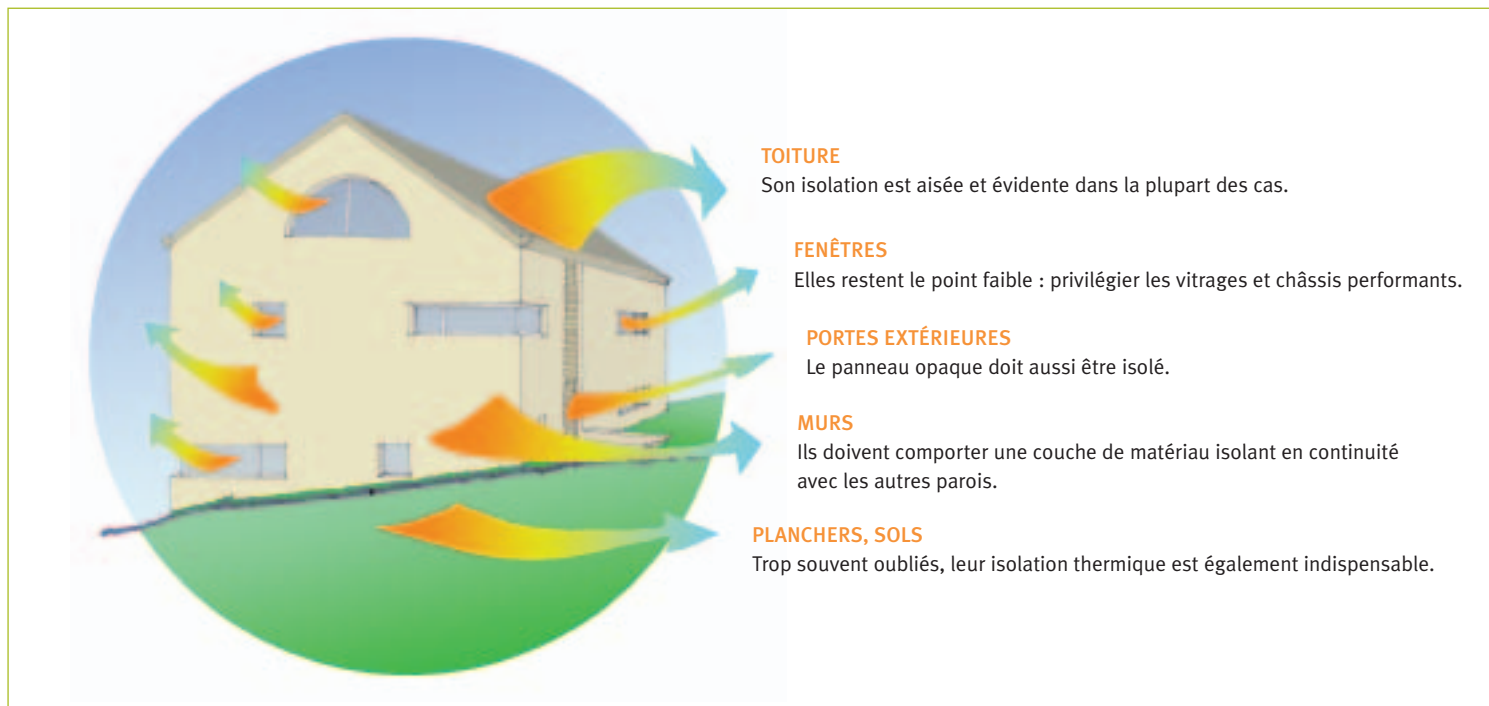 TOITURE
Son isolation est aisée et évidente dans la plupart des cas.
FENÊTRES
Elles restent le point faible : privilégier les vitrages et châssis performants.
PORTES EXTÉRIEURES
Le panneau opaque doit aussi être isolé.
MURS
Ils doivent comporter une couche de matériau isolant en continuité
avec les autres parois.
PLANCHERS, SOLS
Trop souvent oubliés, leur isolation thermique est également indispensable.